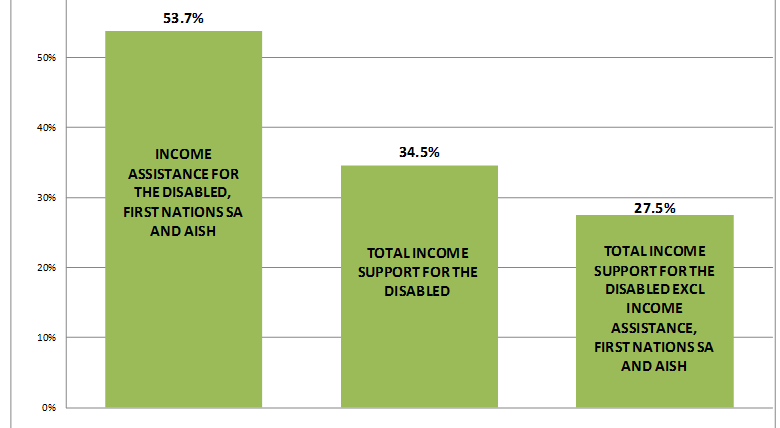 53.7%
50%
40%
30%
20%
10%
0%
INCOME
ASSISTANCE FOR
THE DISABLED,
FIRST NATIONS SA
AND AISH
34.5%
TOTAL INCOME
SUPPORT FOR THE
DISABLED
27.5%
TOTAL INCOME
SUPPORT FOR THE
DISABLED EXCL
INCOME
ASSISTANCE,
FIRST NATIONS SA
AND AISH